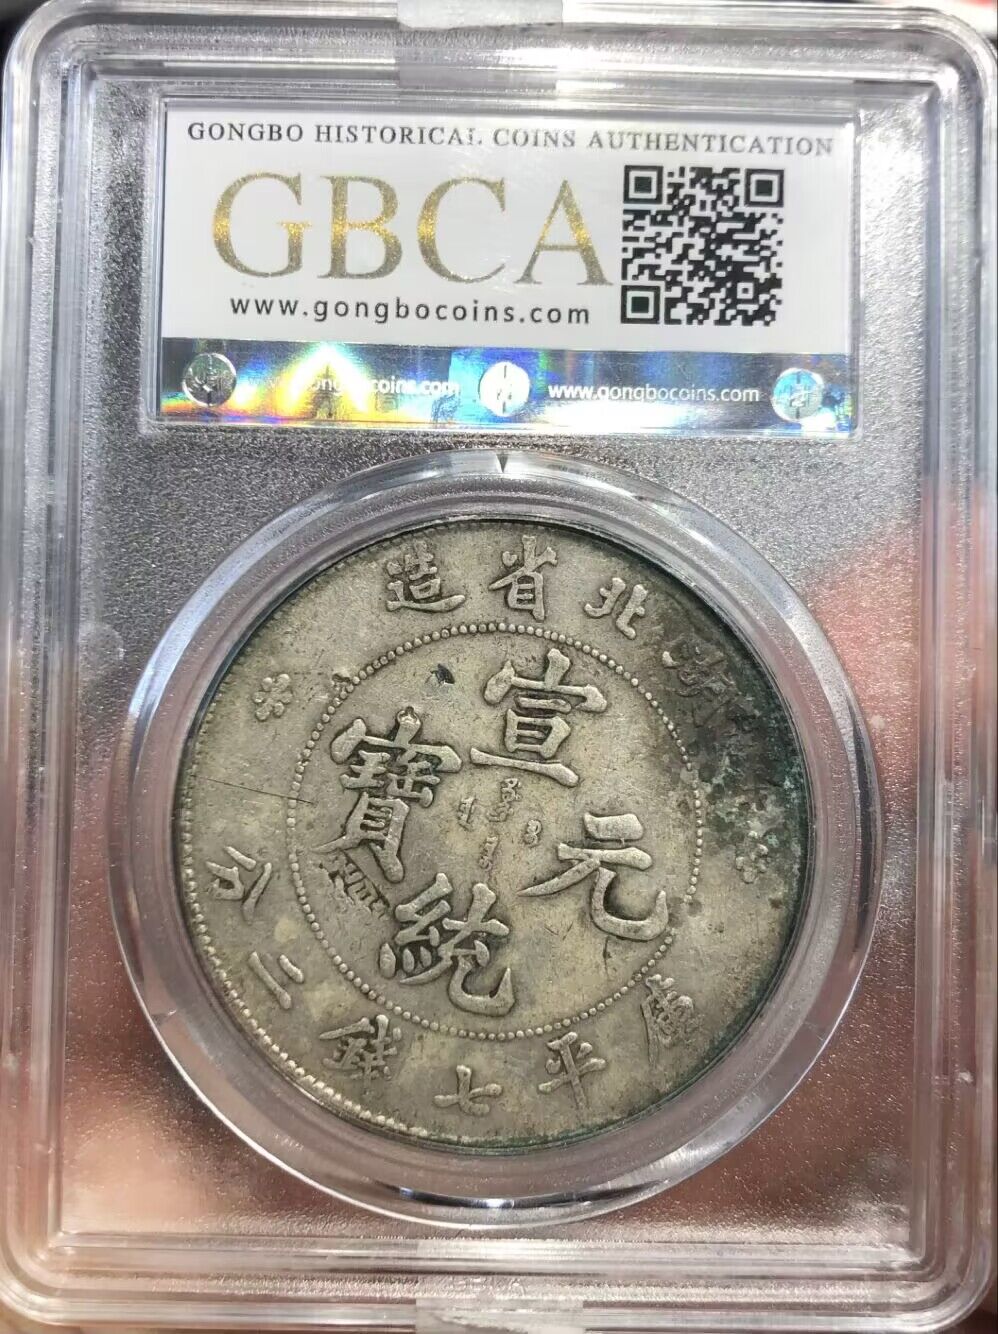 GONGBO HISTORICAL COINS AUTHENTICATION
GBCA
www.gongbocoins.com
www.gongbocoins.com
湖北省造
宣統元寶
庫平七錢二分